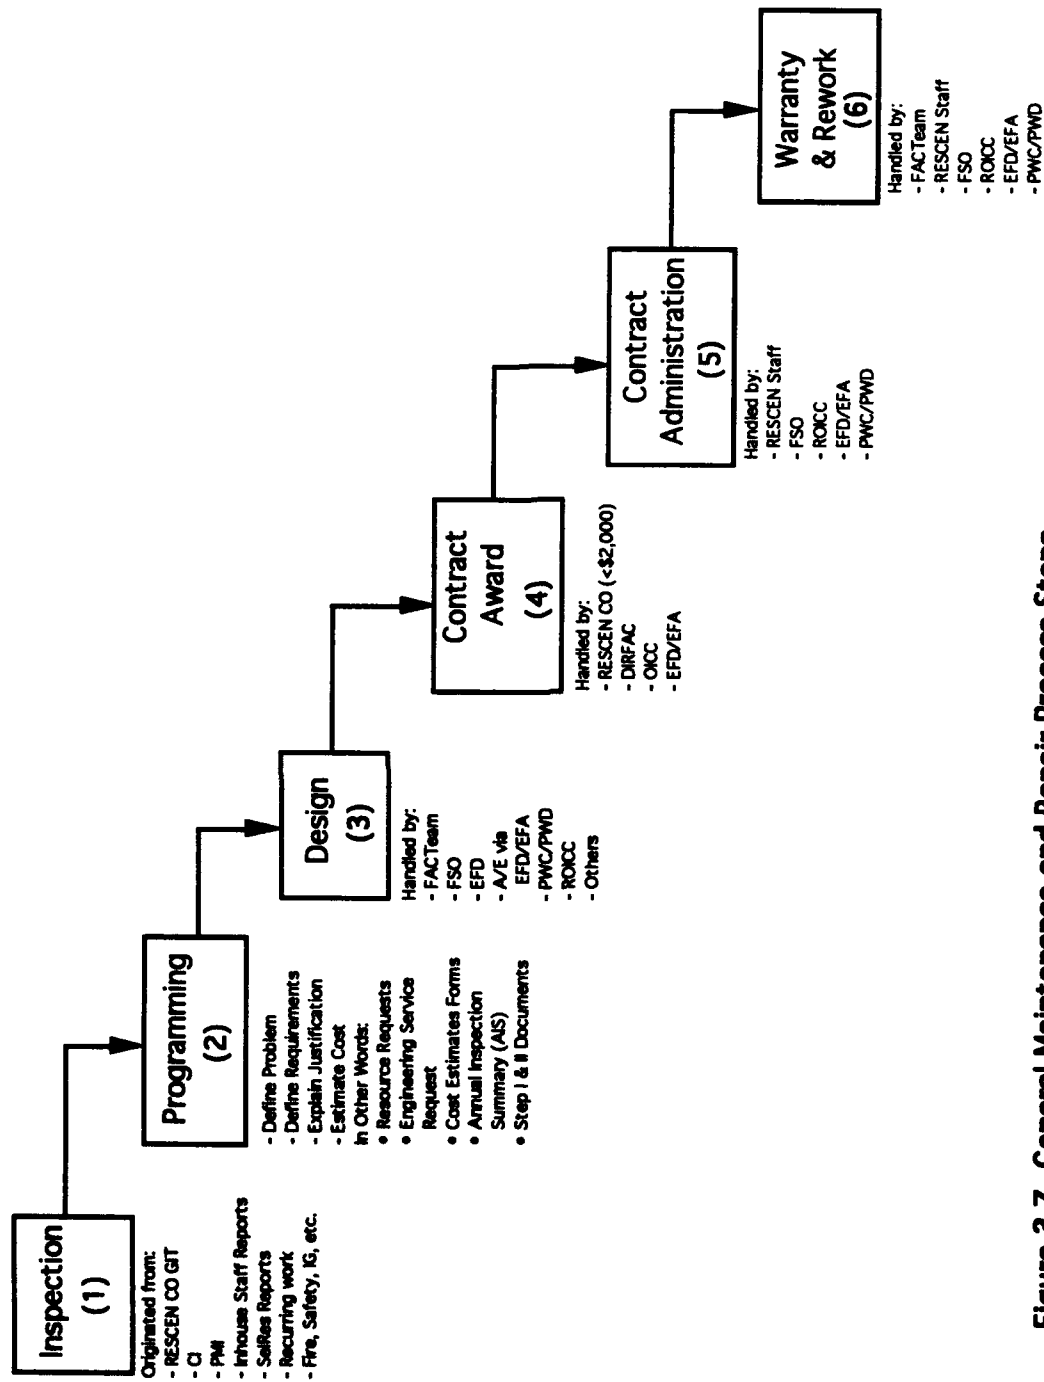 Inspection
(1)
Originated from:
- RESCEN CO GIT
- CI
- PMI
- Inhouse Staff Reports
- SelRes Reports
- Recurring work
- Fire, Safety, IG, etc.
Programming
(2)
- Define Problem
- Define Requirements
- Explain Justification
- Estimate Cost
In Other Words:
• Resource Requests
• Engineering Service
Request
• Cost Estimates Forms
• Annual Inspection
Summary (AIS)
• Step I & II Documents
Design
(3)
Handled by:
- FACTeam
- FSO
- EFD
- A/E via
EFD/EFA
- PWC/PWD
- ROICC
- Others
Contract
Award
(4)
Handled by:
- RESCEN CO (<$2,000)
- DIRFAC
- OICC
- EFD/EFA
Contract
Administration
(5)
Handled by:
- RESCEN Staff
- FSO
- ROICC
- EFD/EFA
- PWC/PWD
Warranty
& Rework
(6)
Handled by:
- FACTeam
- RESCEN Staff
- FSO
- ROICC
- EFD/EFA
- PWC/PWD
Figure 3.7 General Maintenance and Repair Process Steps